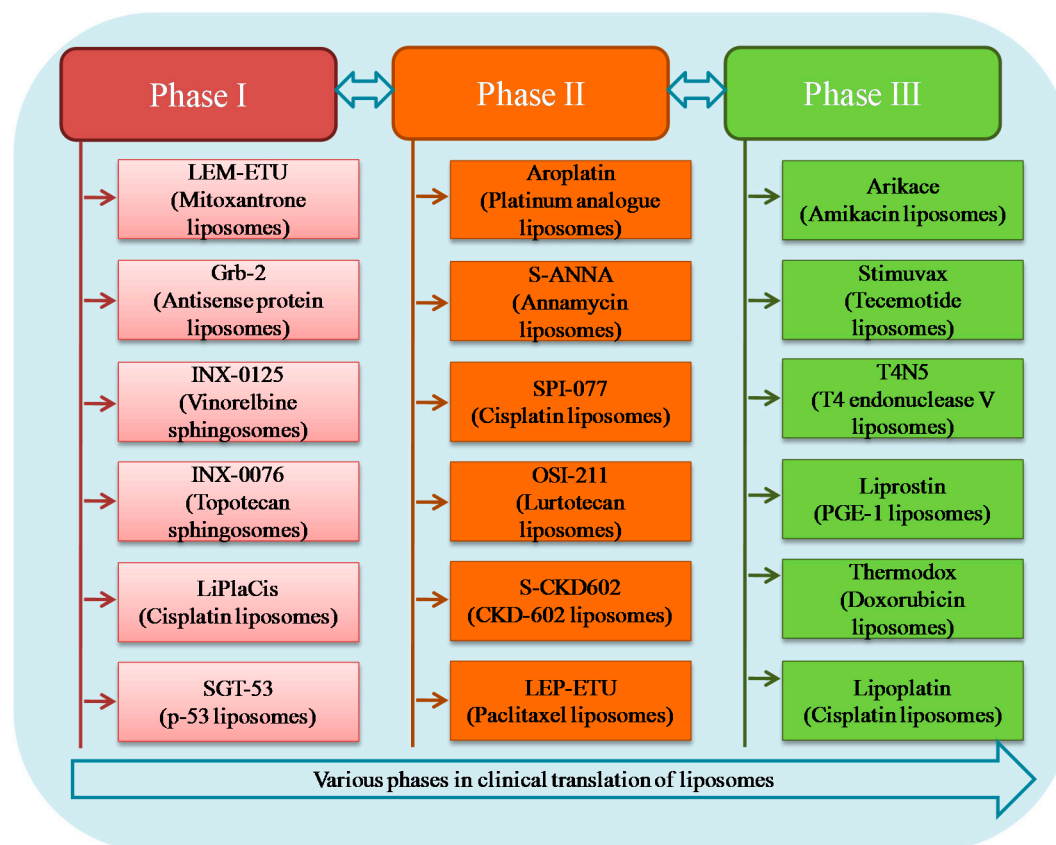 Phase I
Phase II
Phase III
LEM-ETU
(Mitoxantrone
liposomes)
Grb-2
(Antisense protein
liposomes)
INX-0125
(Vinorelbine
sphingosomes)
INX-0076
(Topotecan
sphingosomes)
LiPlaCis
(Cisplatin liposomes)
SGT-53
(p-53 liposomes)
Aroplatin
(Platinum analogue
liposomes)
S-ANNA
(Annamycin
liposomes)
SPI-077
(Cisplatin liposomes)
OSI-211
(Lurtotecan
liposomes)
S-CKD602
(CKD-602 liposomes)
LEP-ETU
(Paclitaxel liposomes)
Arikace
(Amikacin liposomes)
Stimuvax
(Tecemotide
liposomes)
T4N5
(T4 endonuclease V
liposomes)
Liprostin
(PGE-1 liposomes)
Thermodox
(Doxorubicin
liposomes)
Lipoplatin
(Cisplatin liposomes)
Various phases in clinical translation of liposomes